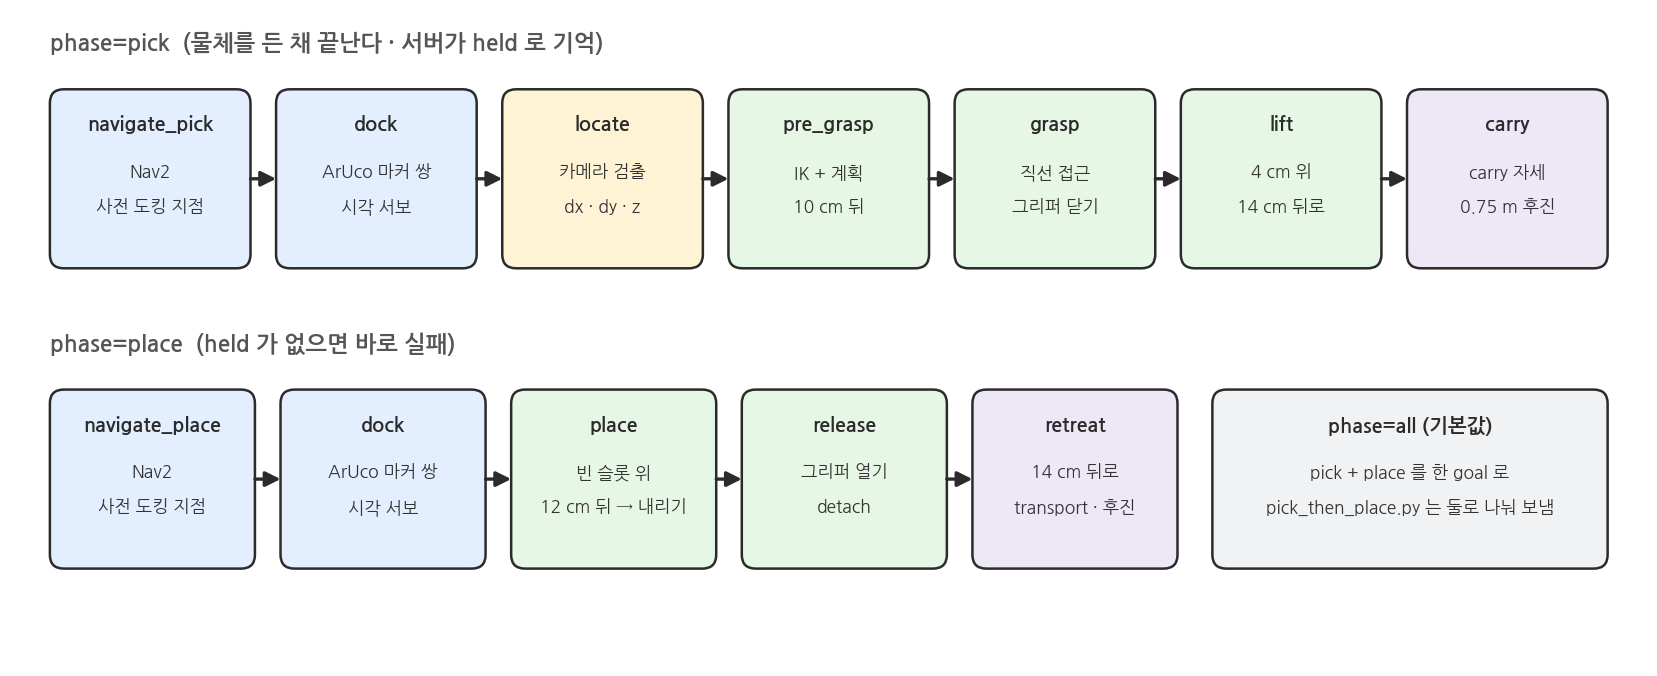 phase=pick (물체를 든 채 끝난다 · 서버가 held 로 기억)
navigate_pick
Nav2
사전 도킹 지점
dock
ArUco 마커 쌍
시각 서보
locate
카메라 검출
dx · dy · z
pre_grasp
IK + 계획
10 cm 뒤
grasp
직선 접근
그리퍼 닫기
lift
4 cm 위
14 cm 뒤로
carry
carry 자세
0.75 m 후진
phase=place (held 가 없으면 바로 실패)
navigate_place
Nav2
사전 도킹 지점
dock
ArUco 마커 쌍
시각 서보
place
빈 슬롯 위
12 cm 뒤 → 내리기
release
그리퍼 열기
detach
retreat
14 cm 뒤로
transport · 후진
phase=all (기본값)
pick + place 를 한 goal 로
pick_then_place.py 는 둘로 나눠 보냄